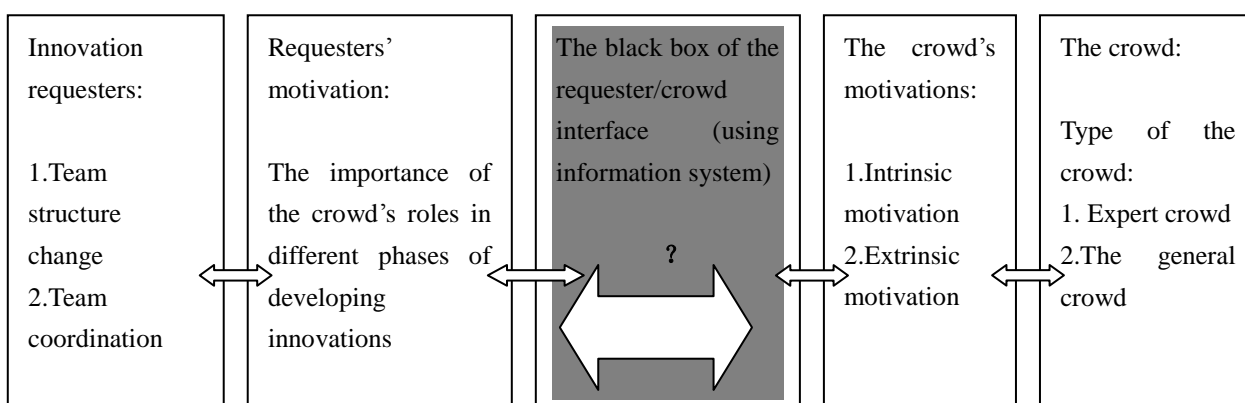 Innovation
requesters:
1.Team
structure
change
2.Team
coordination
Requesters’
motivation:
The importance of
the crowd’s roles in
different phases of
developing
innovations
The black box of the
requester/crowd
interface (using
information system)
?
The crowd’s
motivations:
1.Intrinsic
motivation
2.Extrinsic
motivation
The crowd:
Type of the
crowd:
1. Expert crowd
2.The general
crowd